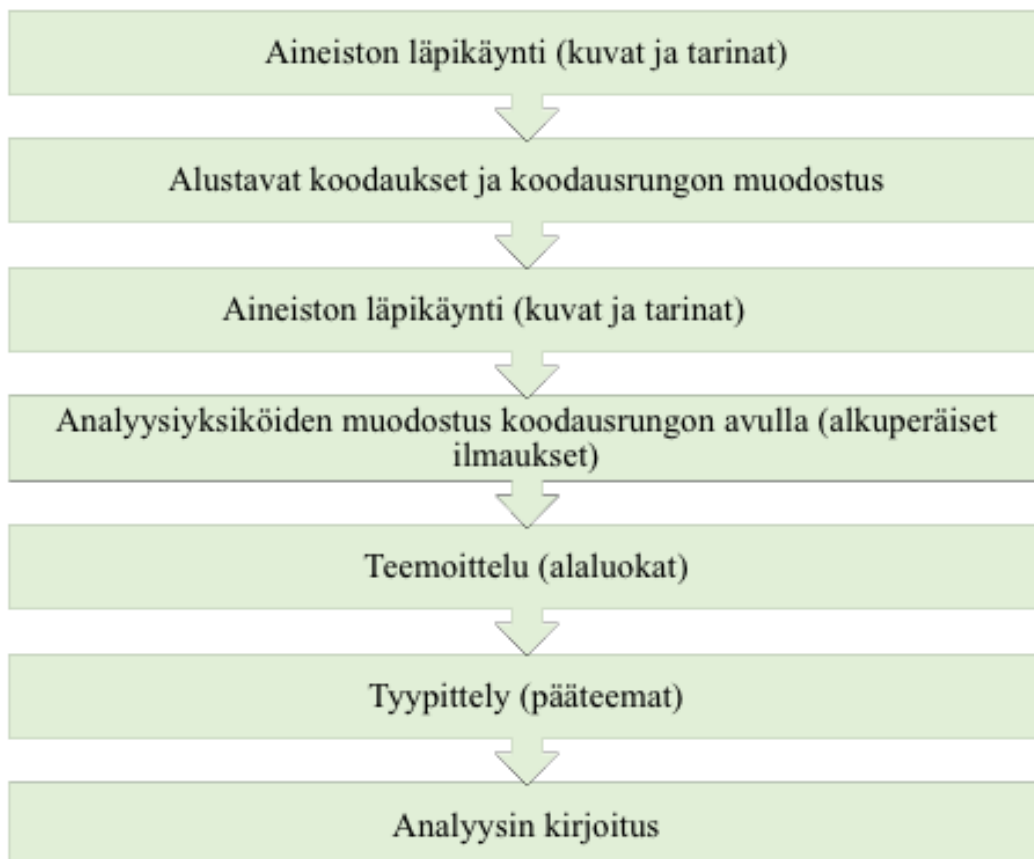 Aineiston läpikäynti (kuvat ja tarinat)
Alustavat koodaukset ja koodausrungon muodostus
Aineiston läpikäynti (kuvat ja tarinat)
Analyysiyksiköiden muodostus koodausrungon avulla (alkuperäiset
ilmaukset)
Teemoittelu (alaluokat)
Tyypittely (pääteemat)
Analyysin kirjoitus